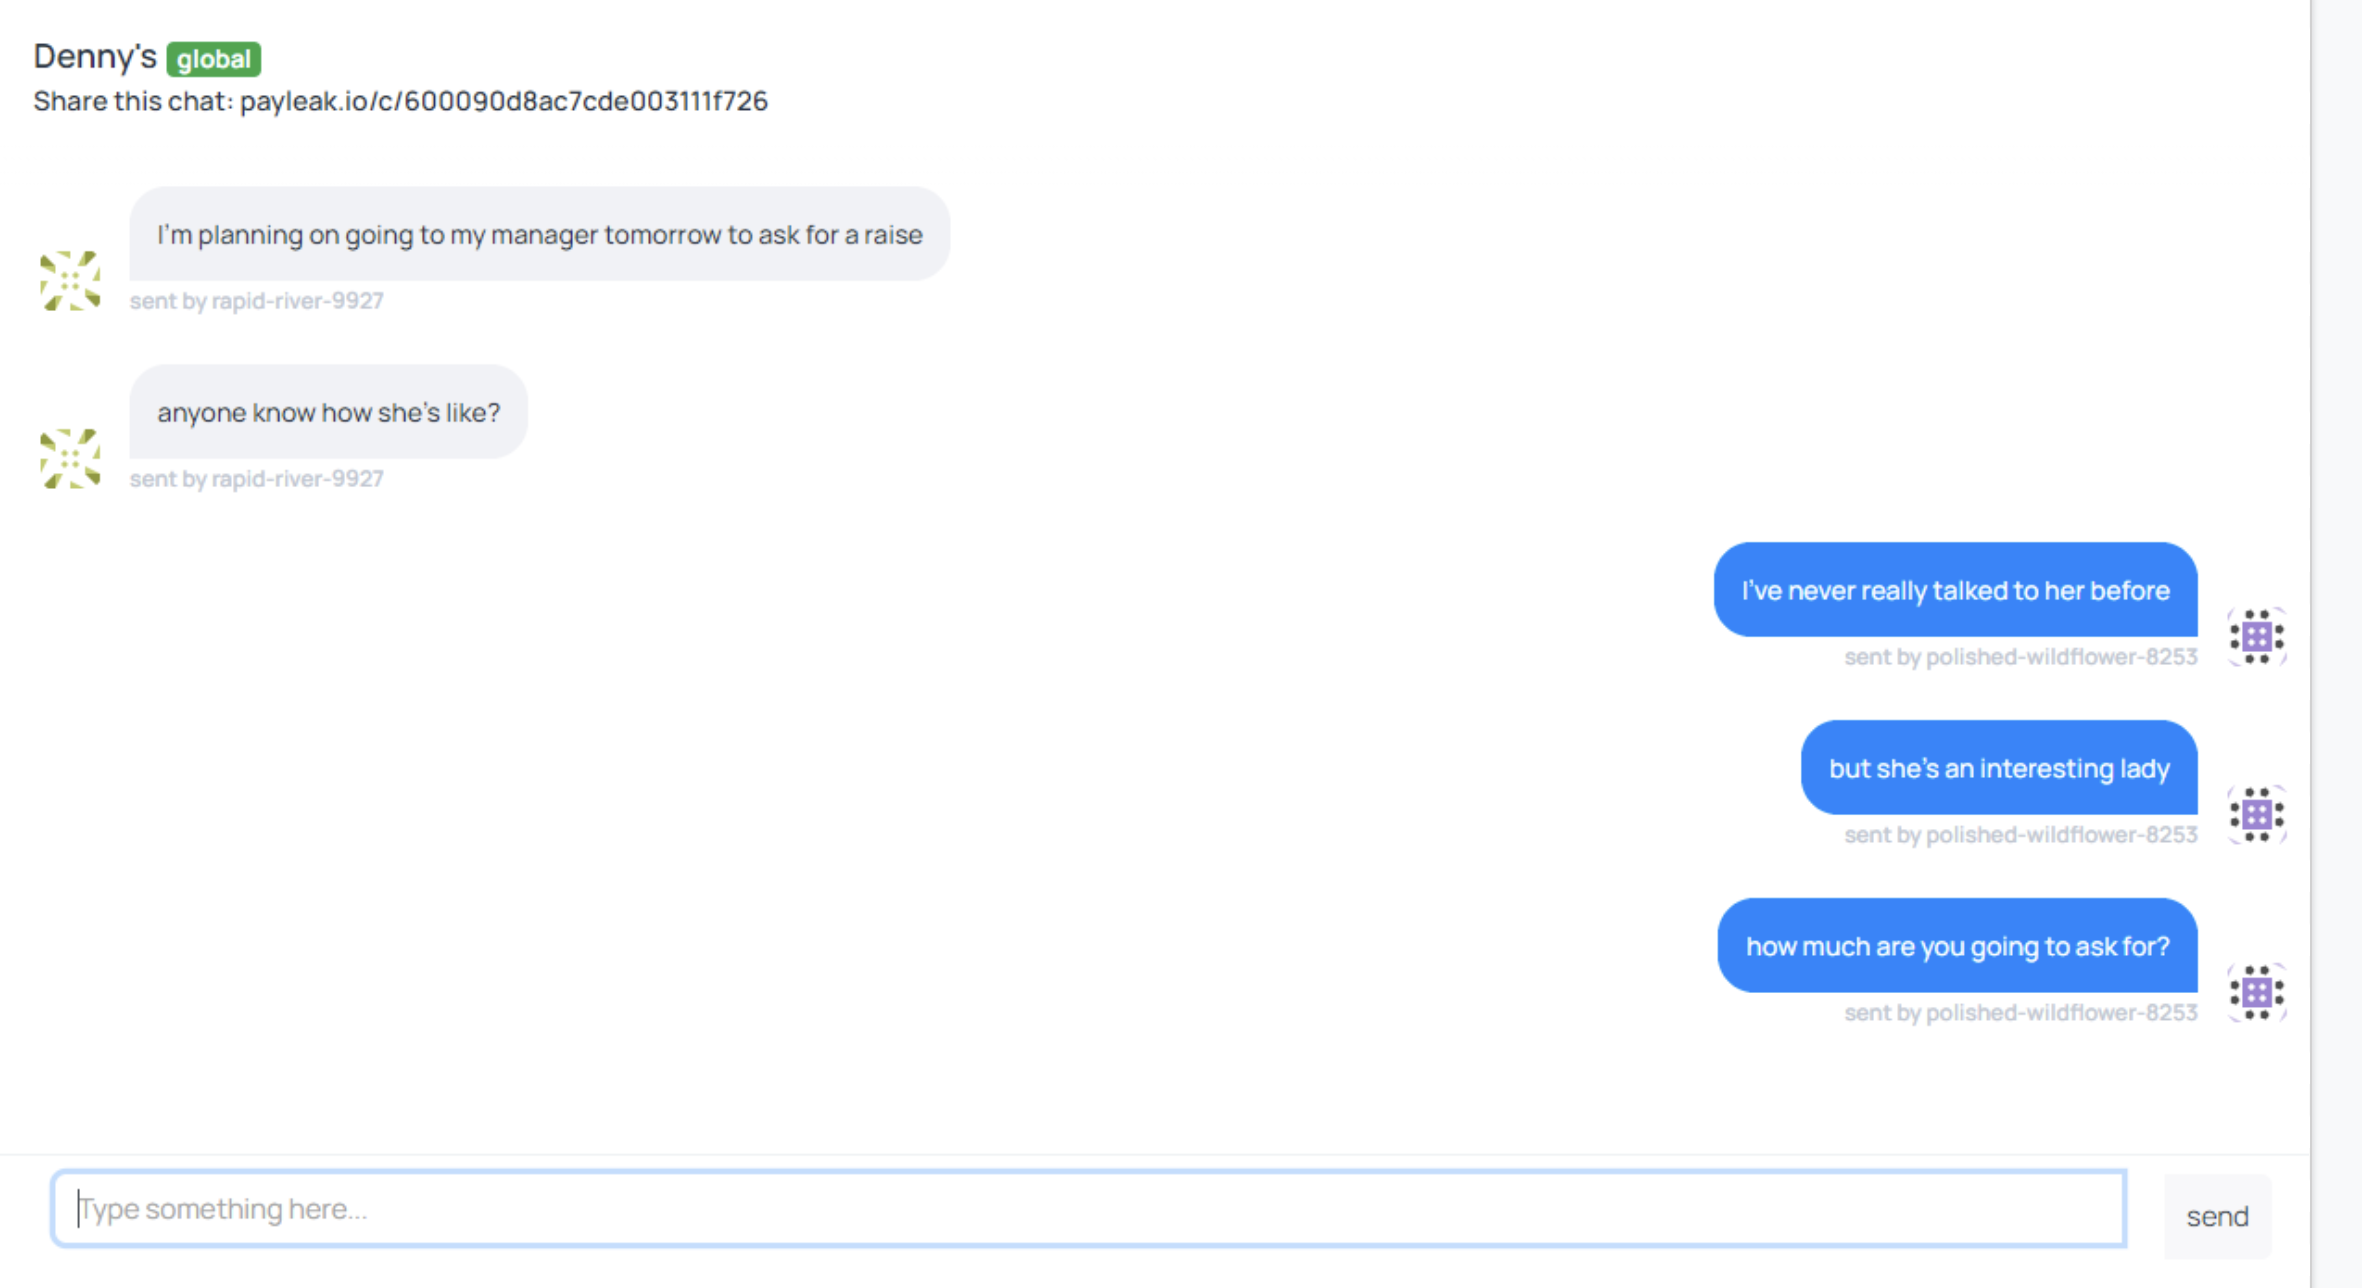 Denny's global
Share this chat: payleak.io/c/600090d8ac7cde003111f726
I'm planning on going to my manager tomorrow to ask for a raise
sent by rapid-river-9927
anyone know how she's like?
sent by rapid-river-9927
I've never really talked to her before
sent by polished-wildflower-8253
but she's an interesting lady
sent by polished-wildflower-8253
how much are you going to ask for?
sent by polished-wildflower-8253
Type something here...
send